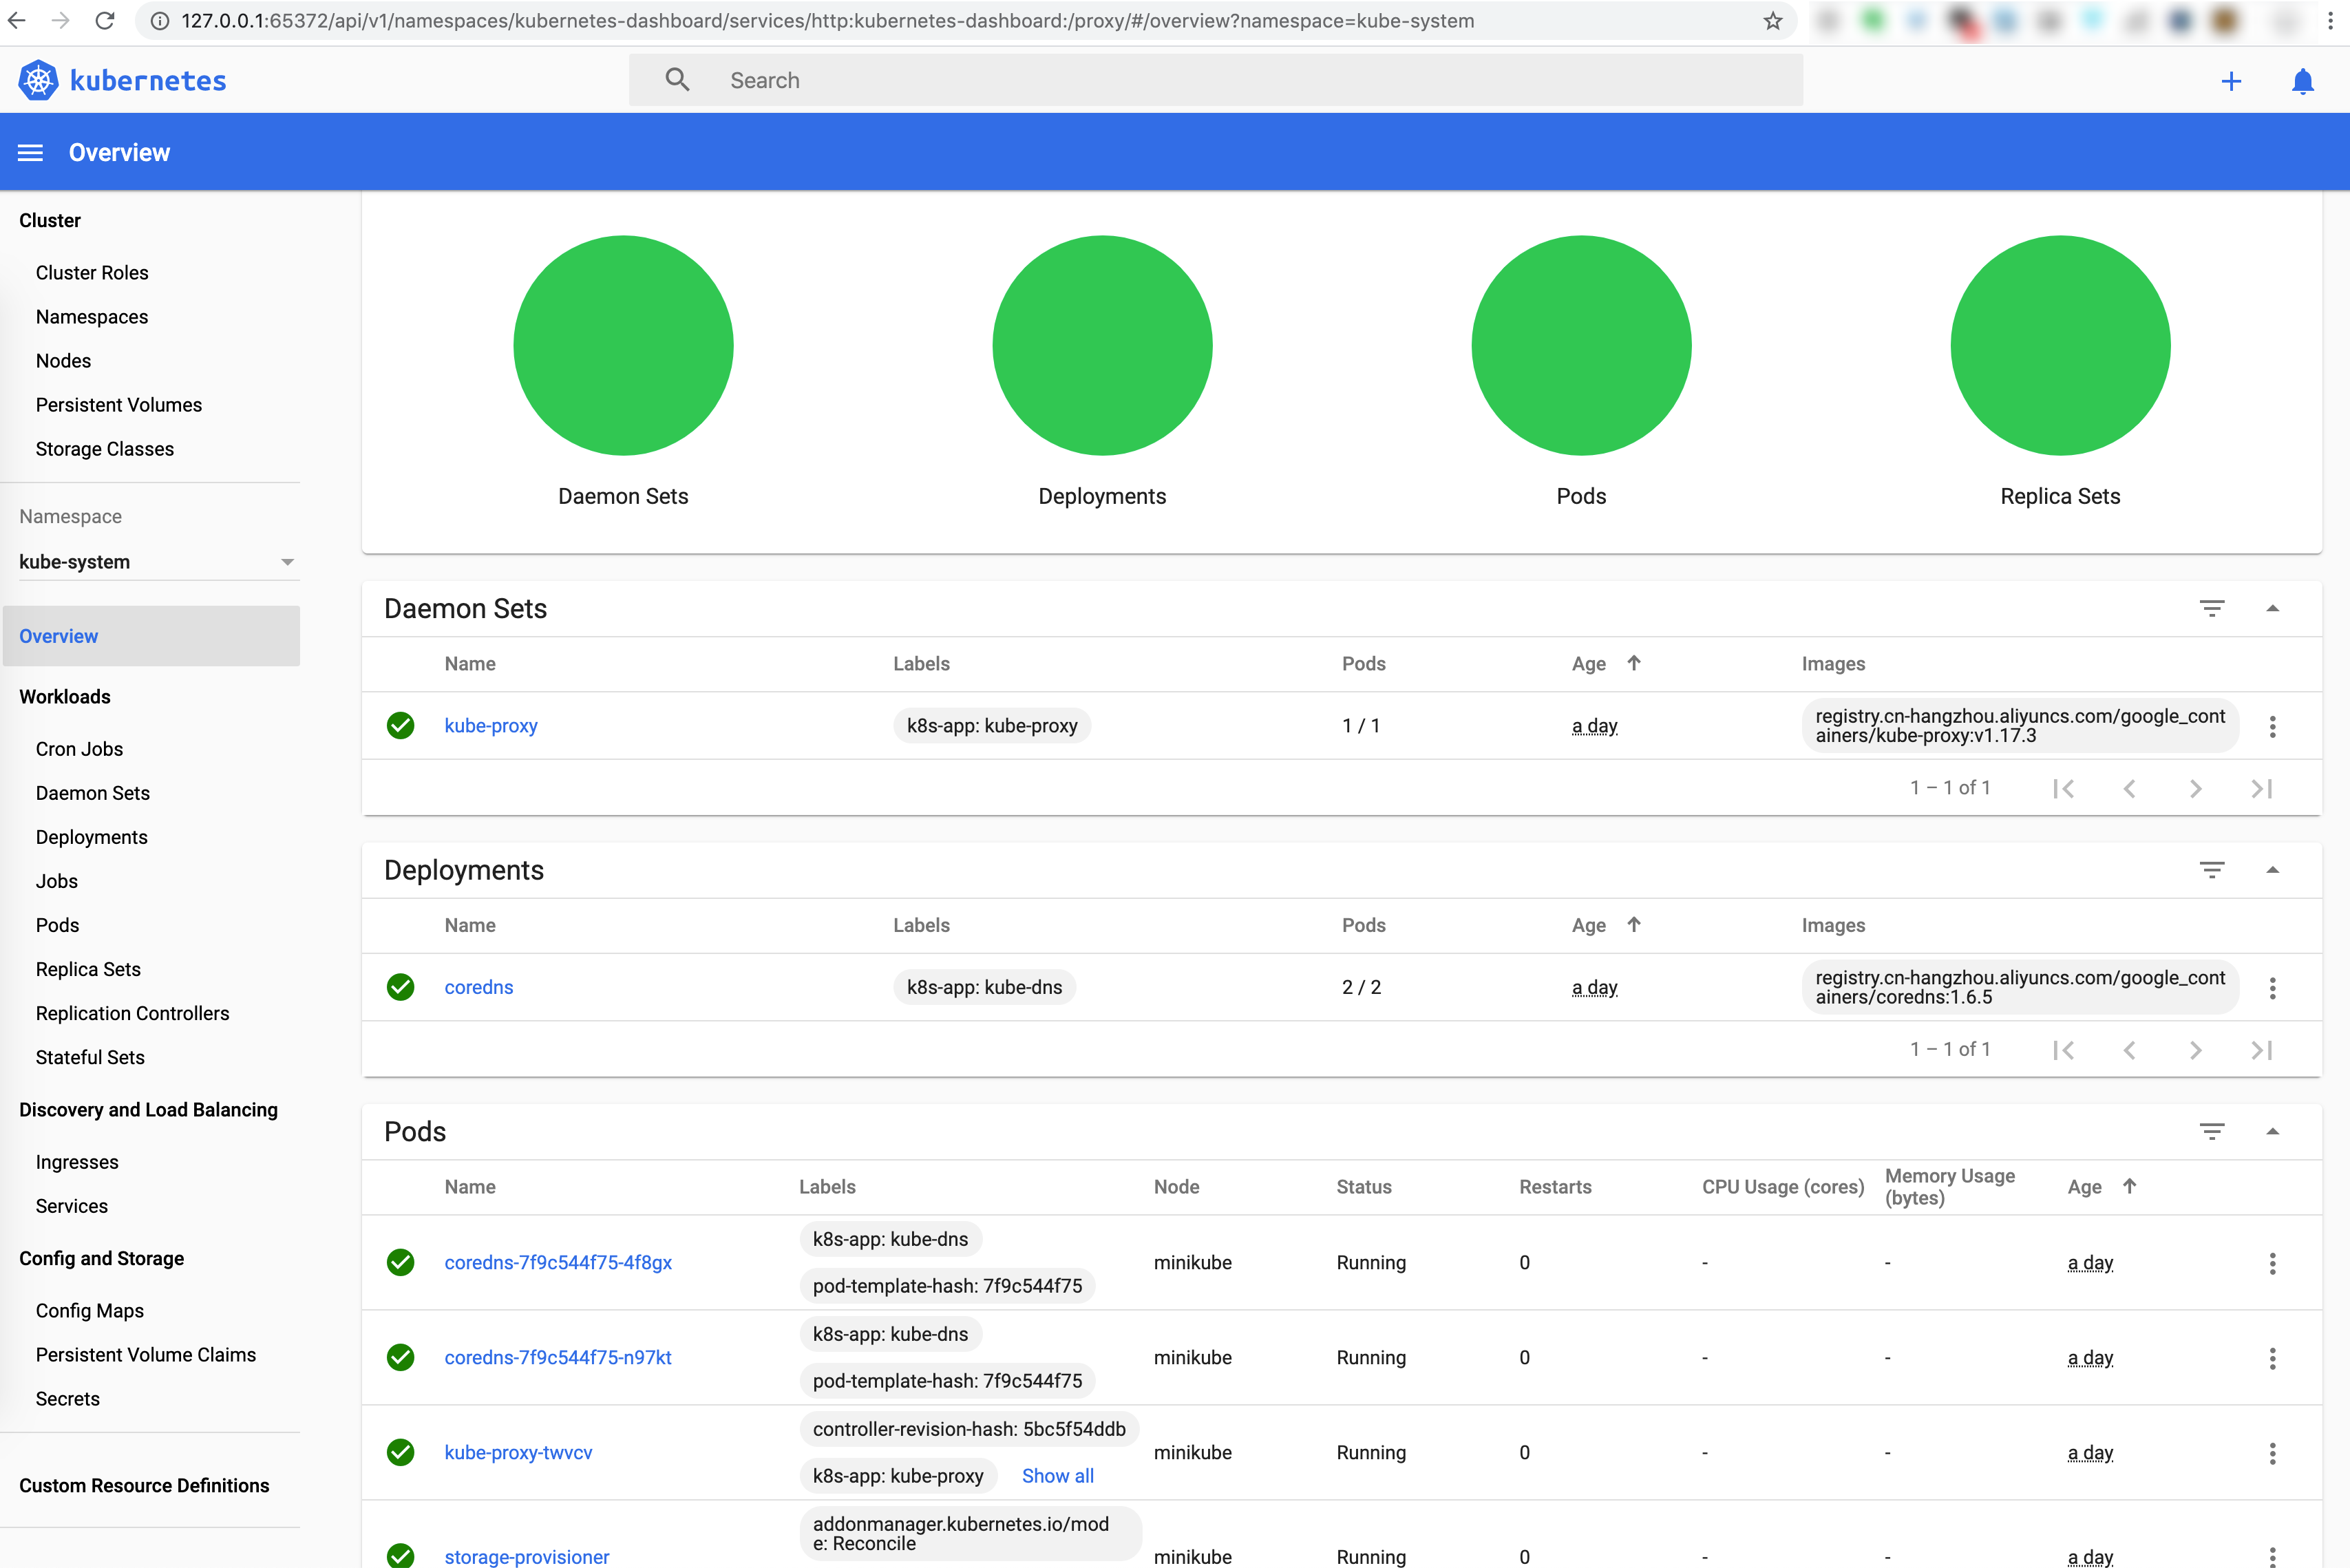 127.0.0.1:65372/api/v1/namespaces/kubernetes-dashboard/services/http:kubernetes-dashboard:/proxy/#/overview?namespace=kube-system
kubernetes
Search
Overview
Cluster
Cluster Roles
Namespaces
Nodes
Persistent Volumes
Storage Classes
Namespace
kube-system
Overview
Workloads
Cron Jobs
Daemon Sets
Deployments
Jobs
Pods
Replica Sets
Replication Controllers
Stateful Sets
Discovery and Load Balancing
Ingresses
Services
Config and Storage
Config Maps
Persistent Volume Claims
Secrets
Custom Resource Definitions
Daemon Sets Deployments Pods Replica Sets
Daemon Sets
Name Labels Pods Age Images
kube-proxy k8s-app: kube-proxy 1 / 1 a day registry.cn-hangzhou.aliyuncs.com/google_cont
ainers/kube-proxy:v1.17.3
1 – 1 of 1
Deployments
Name Labels Pods Age Images
coredns k8s-app: kube-dns 2 / 2 a day registry.cn-hangzhou.aliyuncs.com/google_cont
ainers/coredns:1.6.5
1 – 1 of 1
Pods
Name Labels Node Status Restarts CPU Usage (cores) Memory Usage
(bytes) Age
k8s-app: kube-dns
coredns-7f9c544f75-4f8gx minikube Running 0 - - a day
pod-template-hash: 7f9c544f75
k8s-app: kube-dns
coredns-7f9c544f75-n97kt minikube Running 0 - - a day
pod-template-hash: 7f9c544f75
controller-revision-hash: 5bc5f54ddb
kube-proxy-twvcv minikube Running 0 - - a day
k8s-app: kube-proxy Show all
addonmanager.kubernetes.io/mod
e: Reconcile
storage-provisioner minikube Running 0 - - a day